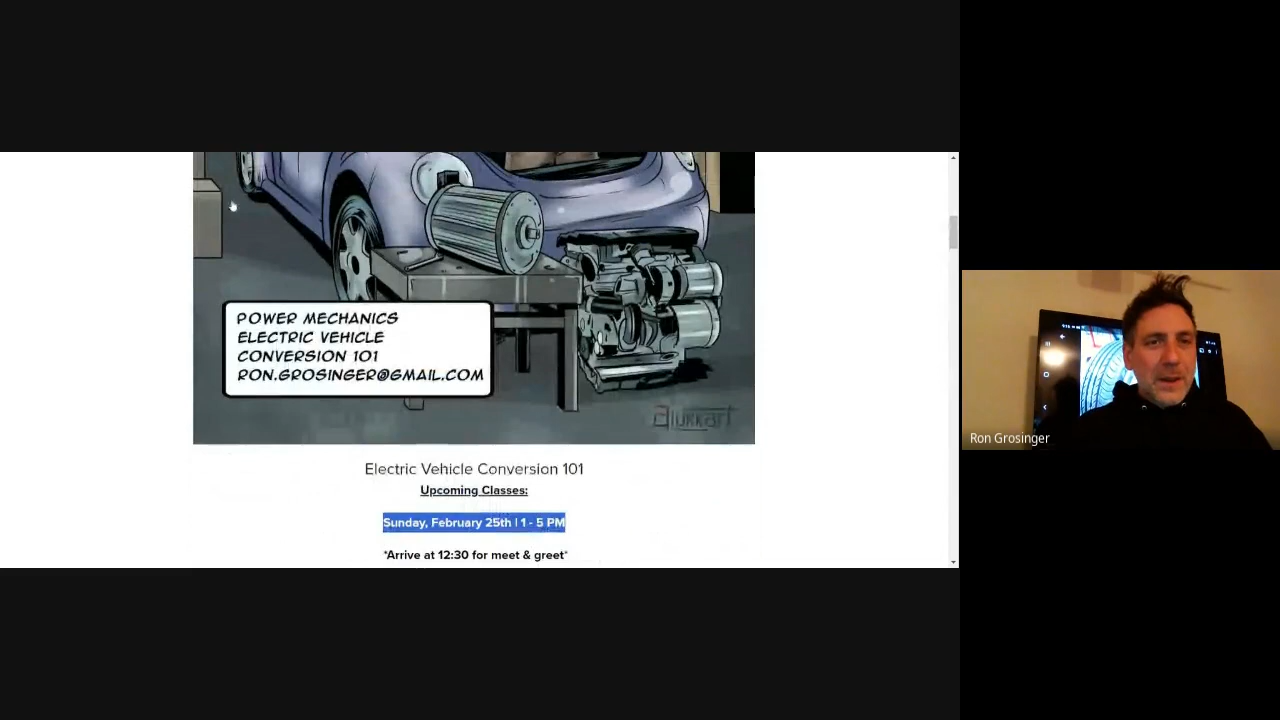 POWER MECHANICS
ELECTRIC VEHICLE
CONVERSION 101
RON.GROSINGER@GMAIL.COM
Electric Vehicle Conversion 101
Upcoming Classes:
Sunday, February 25th | 1 - 5 PM
*Arrive at 12:30 for meet & greet*
Ron Grosinger